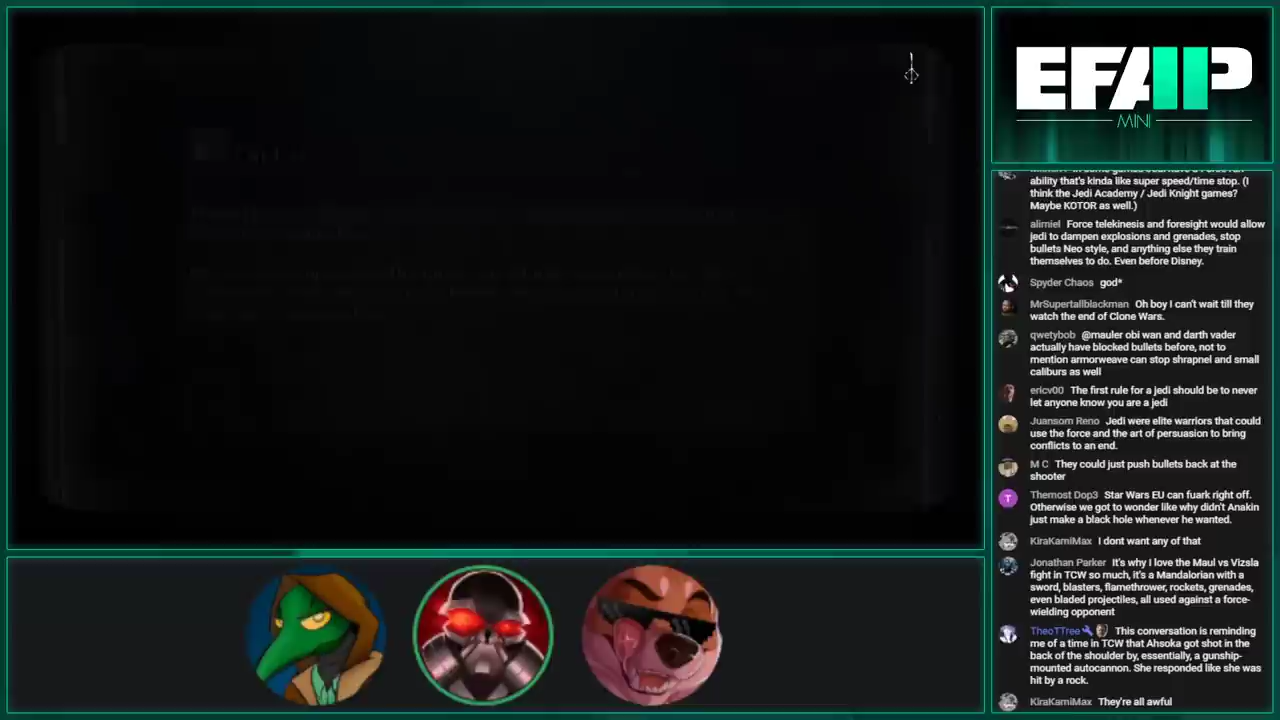 EFAP
MINI
ability that's kinda like super speed/time stop. (I
think the Jedi Academy / Jedi Knight games?
Maybe KOTOR as well.)
alimiel Force telekinesis and foresight would allow
jedi to dampen explosions and grenades, stop
bullets Neo style, and anything else they train
themselves to do. Even before Disney.
Spyder Chaos god*
MrSupertallblackman Oh boy I can't wait till they
watch the end of Clone Wars.
qwetybob @mauler obi wan and darth vader
actually have blocked bullets before, not to
mention armorweave can stop shrapnel and small
caliburs as well
ericv00 The first rule for a jedi should be to never
let anyone know you are a jedi
Juansom Reno Jedi were elite warriors that could
use the force and the art of persuasion to bring
conflicts to an end.
M C They could just push bullets back at the
shooter
T
Themost Dop3 Star Wars EU can fuark right off.
Otherwise we got to wonder like why didn't Anakin
just make a black hole whenever he wanted.
KiraKamiMax I dont want any of that
Jonathan Parker It's why I love the Maul vs Vizsla
fight in TCW so much, it's a Mandalorian with a
sword, blasters, flamethrower, rockets, grenades,
even bladed projectiles, all used against a force-
wielding opponent
TheoTTree This conversation is reminding
me of a time in TCW that Ahsoka got shot in the
back of the shoulder by, essentially, a gunship-
mounted autocannon. She responded like she was
hit by a rock.
KiraKamiMax They're all awful